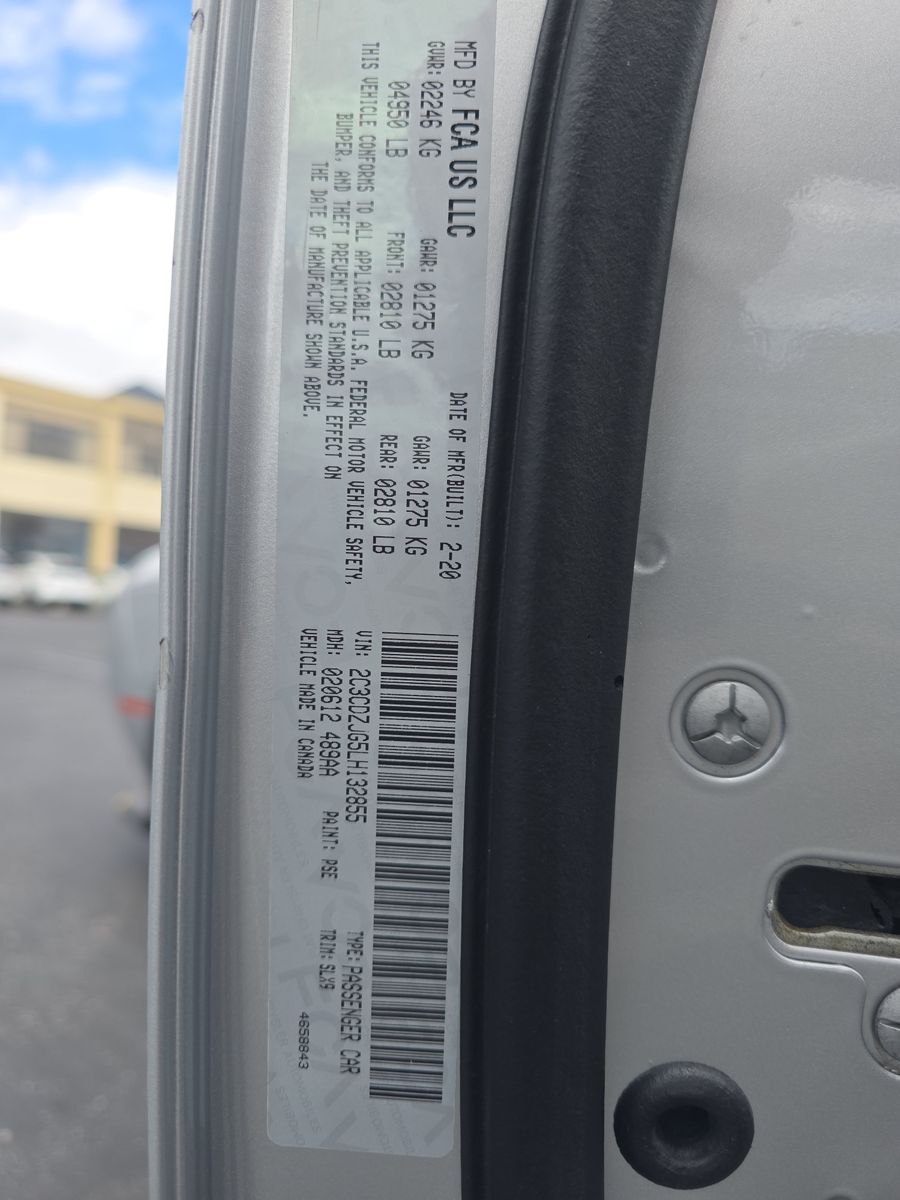 MFD BY FCA US LLC
DATE OF MFR(BUILT): 2-20
GVWR: 02246 KG GAWR: 01275 KG GAWR: 01275 KG
04950 LB FRONT: 02810 LB REAR: 02810 LB
THIS VEHICLE CONFORMS TO ALL APPLICABLE U.S.A. FEDERAL MOTOR VEHICLE SAFETY,
BUMPER, AND THEFT PREVENTION STANDARDS IN EFFECT ON
THE DATE OF MANUFACTURE SHOWN ABOVE.
VIN: 2C3CDZJG5LH132855
TYPE: PASSENGER CAR
MDH: 020612 489AA PAINT: PSE TRIM: SLX9
VEHICLE MADE IN CANADA
4658843